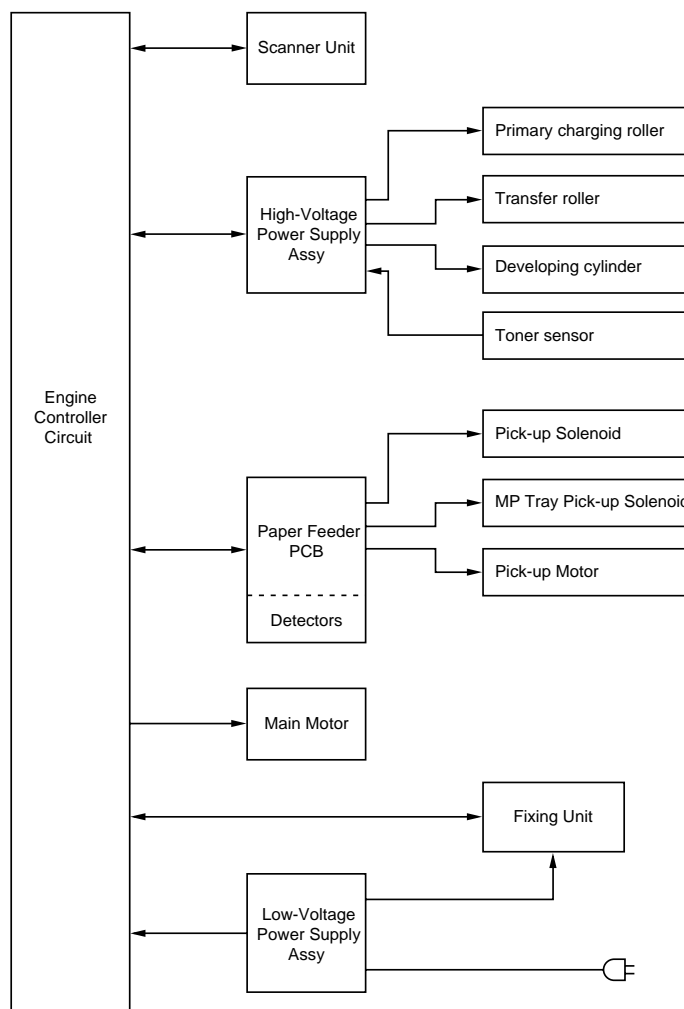 Scanner Unit
Primary charging roller
High-Voltage
Power Supply
Assy
Transfer roller
Developing cylinder
Toner sensor
Engine
Controller
Circuit
Pick-up Solenoid
Paper Feeder
PCB
MP Tray Pick-up Solenoid
Pick-up Motor
Detectors
Main Motor
Fixing Unit
Low-Voltage
Power Supply
Assy